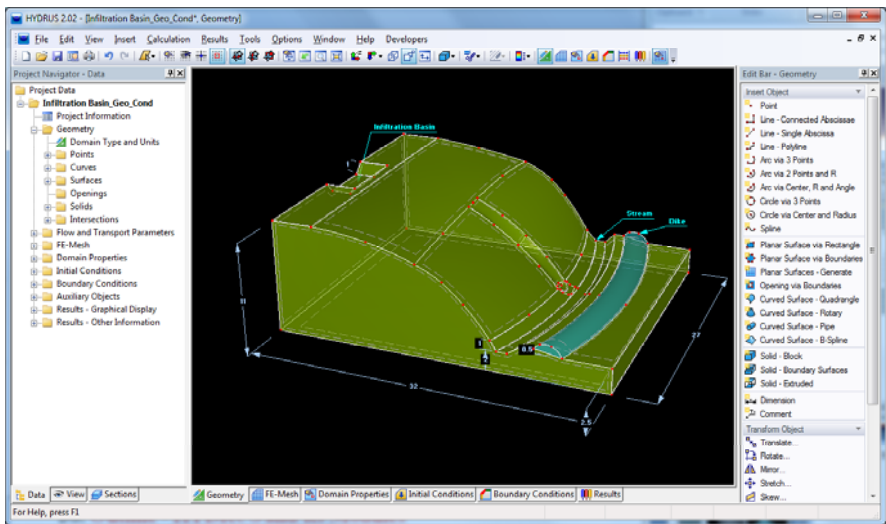 HYDRUS 2.02 - [Infiltration Basin_Geo_Cond*, Geometry]
File Edit View Insert Calculation Results Tools Options Window Help Developers
Project Navigator - Data
Project Data
Infiltration Basin_Geo_Cond
Project Information
Geometry
Domain Type and Units
Points
Curves
Surfaces
Openings
Solids
Intersections
Flow and Transport Parameters
FE-Mesh
Domain Properties
Initial Conditions
Boundary Conditions
Auxiliary Objects
Results - Graphical Display
Results - Other Information
Data View Sections
Infiltration Basin
Stream
Dike
11
1
0.5
27
32
2.5
Geometry FE-Mesh Domain Properties Initial Conditions Boundary Conditions Results
Edit Bar - Geometry
Insert Object
Point
Line - Connected Abscissae
Line - Single Abscissa
Line - Polyline
Arc via 3 Points
Arc via 2 Points and R
Arc via Center, R and Angle
Circle via 3 Points
Circle via Center and Radius
Spline
Planar Surface via Rectangle
Planar Surface via Boundaries
Planar Surfaces - Generate
Opening via Boundaries
Curved Surface - Quadrangle
Curved Surface - Rotary
Curved Surface - Pipe
Curved Surface - B-Spline
Solid - Block
Solid - Boundary Surfaces
Solid - Extruded
Dimension
Comment
Transform Object
Translate...
Rotate...
Mirror...
Stretch...
Skew...
For Help, press F1